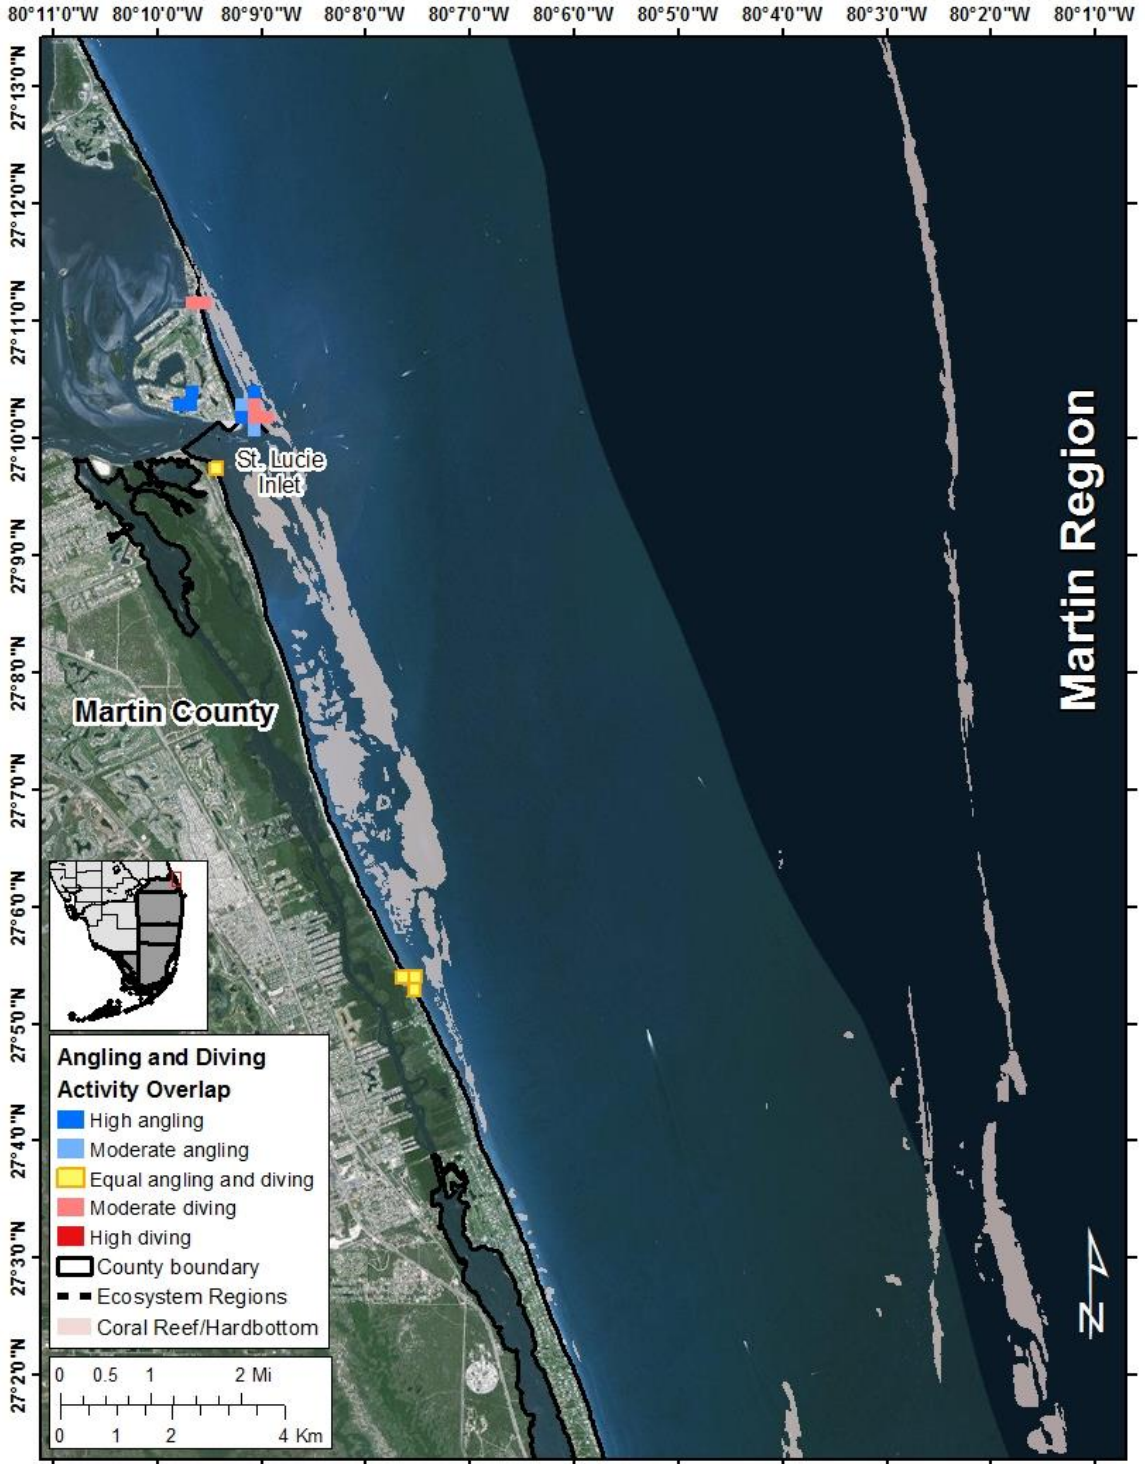 80°11'0"W 80°10'0"W 80°9'0"W 80°8'0"W 80°7'0"W 80°6'0"W 80°5'0"W 80°4'0"W 80°3'0"W 80°2'0"W 80°1'0"W
27°13'0"N
27°12'0"N
27°11'0"N
27°10'0"N
27°9'0"N
27°8'0"N
27°7'0"N
27°6'0"N
27°5'0"N
27°4'0"N
27°3'0"N
27°2'0"N
St. Lucie
Inlet
Martin County
Martin Region
Angling and Diving
Activity Overlap
High angling
Moderate angling
Equal angling and diving
Moderate diving
High diving
County boundary
Ecosystem Regions
Coral Reef/Hardbottom
0 0.5 1 2 Mi
0 1 2 4 Km
N